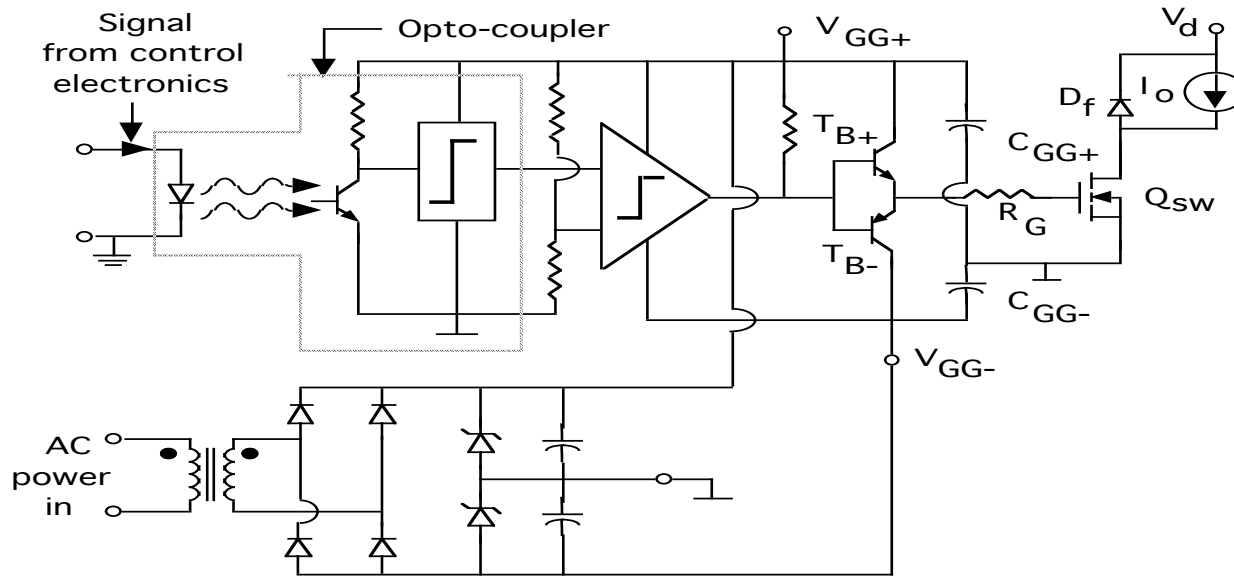 Signal
from control
electronics
Opto-coupler
V GG+
V d
D f
I o
T B+
C GG+
Q sw
R G
T B-
C GG-
V GG-
AC
power
in